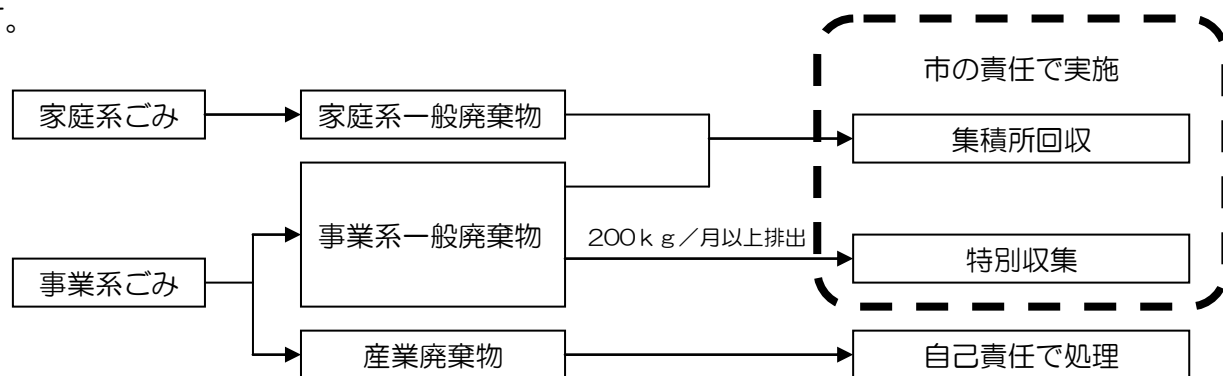 す。
市の責任で実施
家庭系ごみ
家庭系一般廃棄物
集積所回収
事業系一般廃棄物
200kg/月以上排出
特別収集
事業系ごみ
産業廃棄物
自己責任で処理